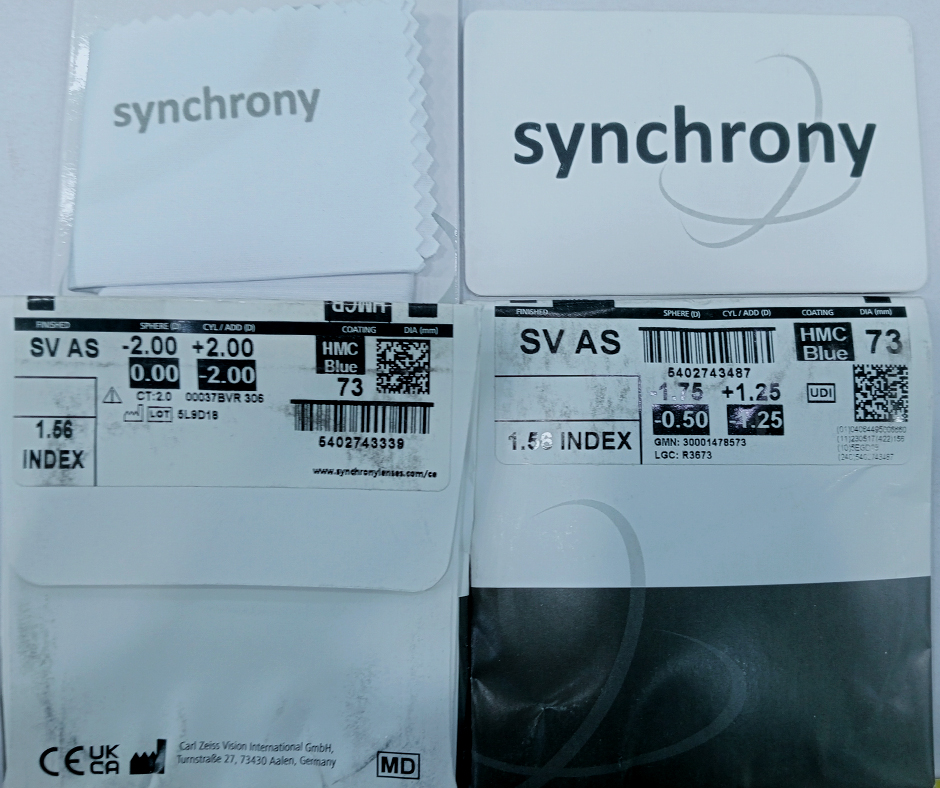 synchrony
synchrony
HMCB
FINISHED SPHERE (D) CYL / ADD (D) COATING DIA (mm)
SV AS -2.00 +2.00 HMC
0.00 -2.00 Blue
73
CT:2.0 00037BVR 306
LOT 5L9D18
1.56
INDEX
5402743339
www.synchronylenses.com/ce
FINISHED SPHERE (D) CYL / ADD (D) COATING DIA (mm)
SV AS HMC Blue 73
5402743487
-1.75 +1.25 UDI
-0.50 -1.25
1.56 INDEX
GMN: 30001478573
LGC: R3673
CE UK CA
Carl Zeiss Vision International GmbH,
Turnstraße 27, 73430 Aalen, Germany
MD